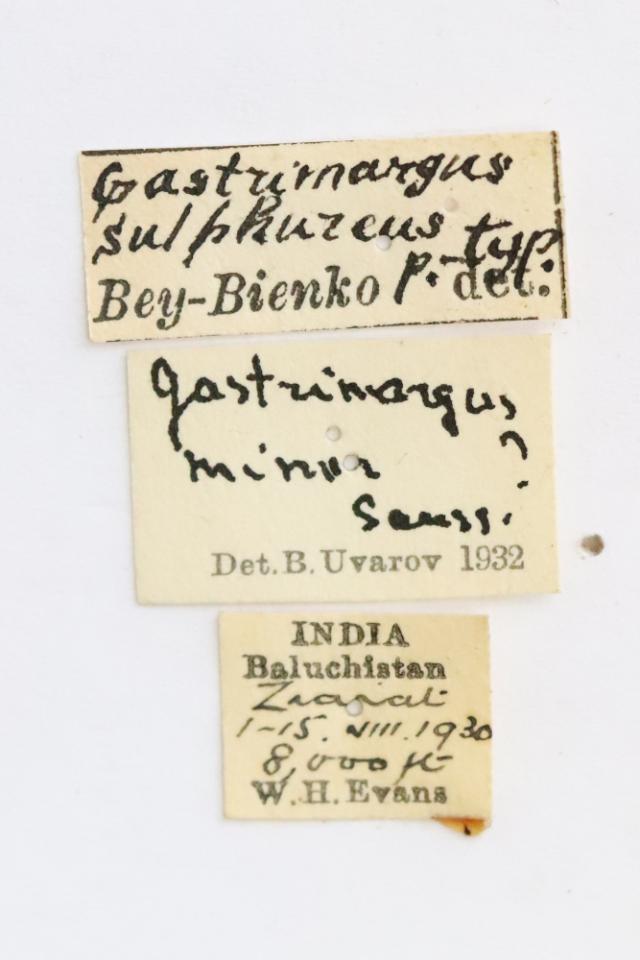 Gastrimargus
sulphureus
p.-typ.
Bey-Bienko det.
Gastrimargus
minor ?
Sauss.
Det. B. Uvarov 1932
INDIA
Baluchistan
Ziarat
1-15. VIII. 1930
8,000 ft
W. H. Evans